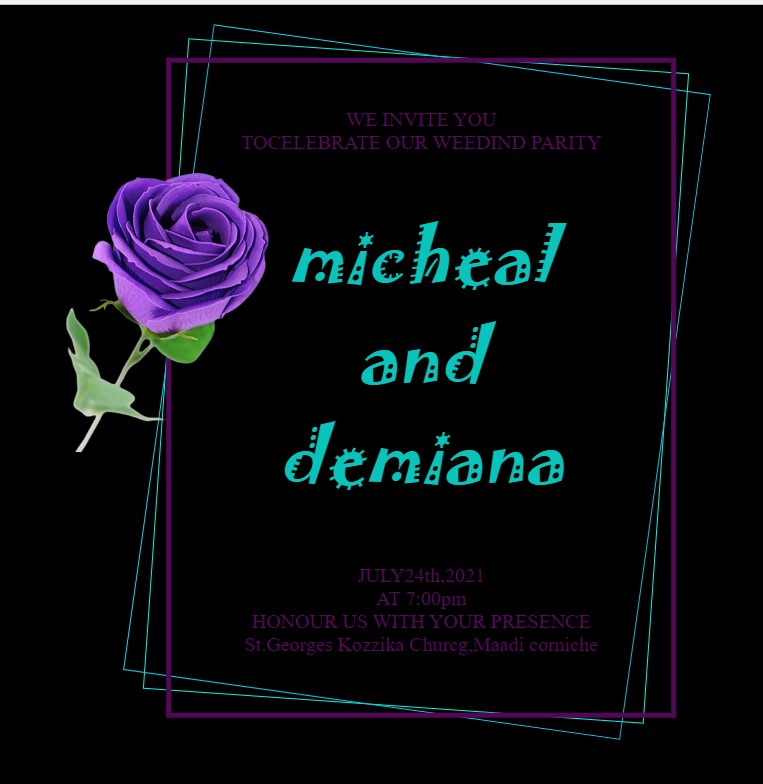 WE INVITE YOU
TOCELEBRATE OUR WEEDIND PARITY
micheal
and
demiana
JULY24th,2021
AT 7:00pm
HONOUR US WITH YOUR PRESENCE
St.Georges Kozzika Churcg,Maadi corniche